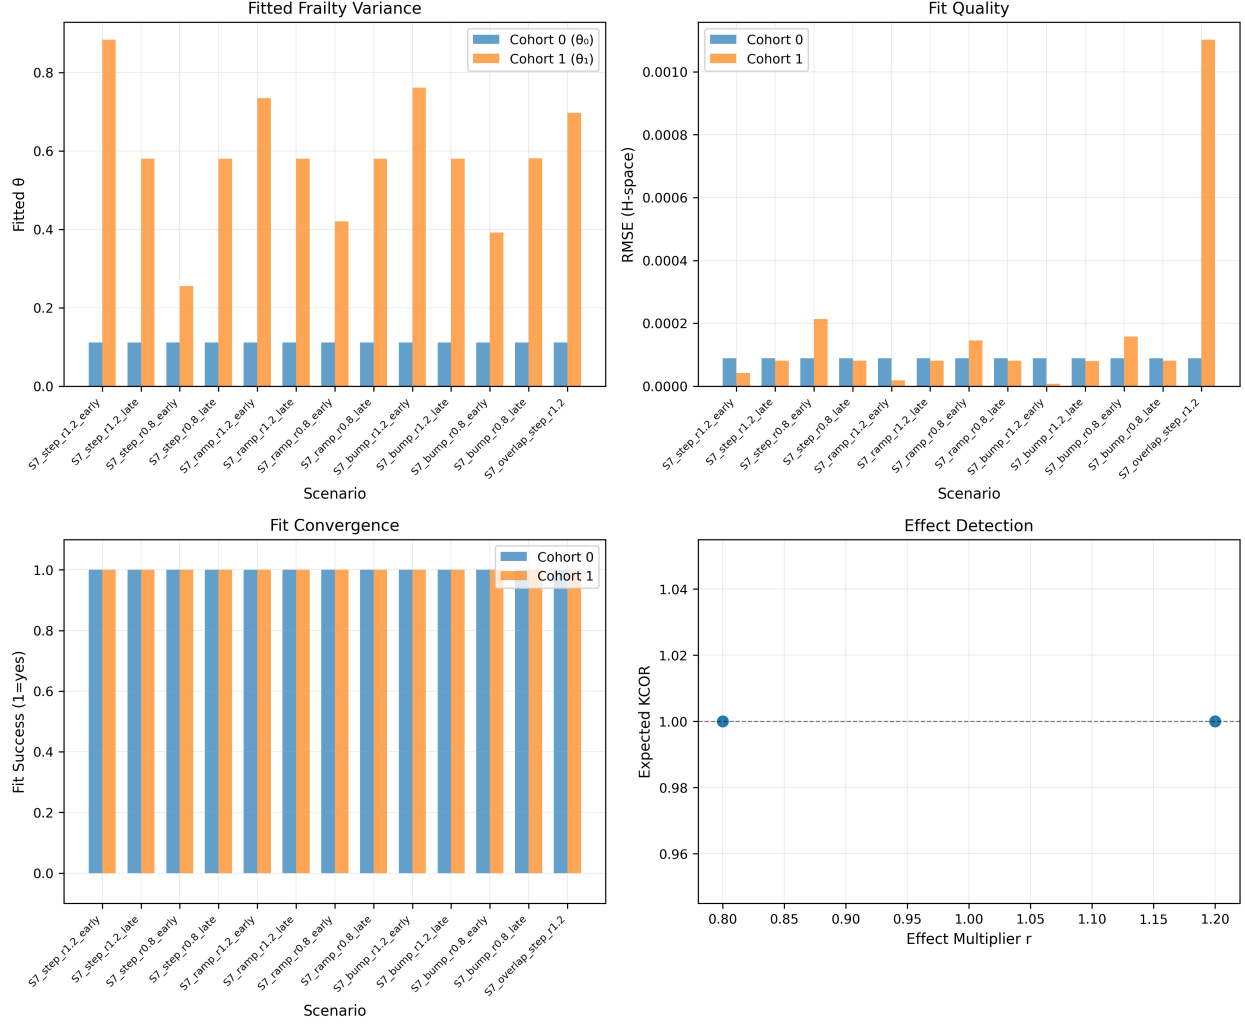 Fitted Frailty Variance
Cohort 0 (θ₀)
Cohort 1 (θ₁)
Fitted θ
0.8
0.6
0.4
0.2
0.0
S7_step_r1.2_early
S7_step_r1.2_late
S7_step_r0.8_early
S7_step_r0.8_late
S7_ramp_r1.2_early
S7_ramp_r1.2_late
S7_ramp_r0.8_early
S7_ramp_r0.8_late
S7_bump_r1.2_early
S7_bump_r1.2_late
S7_bump_r0.8_early
S7_bump_r0.8_late
S7_overlap_step_r1.2
Scenario
Fit Quality
Cohort 0
Cohort 1
RMSE (H-space)
0.0010
0.0008
0.0006
0.0004
0.0002
0.0000
S7_step_r1.2_early
S7_step_r1.2_late
S7_step_r0.8_early
S7_step_r0.8_late
S7_ramp_r1.2_early
S7_ramp_r1.2_late
S7_ramp_r0.8_early
S7_ramp_r0.8_late
S7_bump_r1.2_early
S7_bump_r1.2_late
S7_bump_r0.8_early
S7_bump_r0.8_late
S7_overlap_step_r1.2
Scenario
Fit Convergence
Cohort 0
Cohort 1
Fit Success (1=yes)
1.0
0.8
0.6
0.4
0.2
0.0
S7_step_r1.2_early
S7_step_r1.2_late
S7_step_r0.8_early
S7_step_r0.8_late
S7_ramp_r1.2_early
S7_ramp_r1.2_late
S7_ramp_r0.8_early
S7_ramp_r0.8_late
S7_bump_r1.2_early
S7_bump_r1.2_late
S7_bump_r0.8_early
S7_bump_r0.8_late
S7_overlap_step_r1.2
Scenario
Effect Detection
Expected KCOR
1.04
1.02
1.00
0.98
0.96
0.80 0.85 0.90 0.95 1.00 1.05 1.10 1.15 1.20
Effect Multiplier r